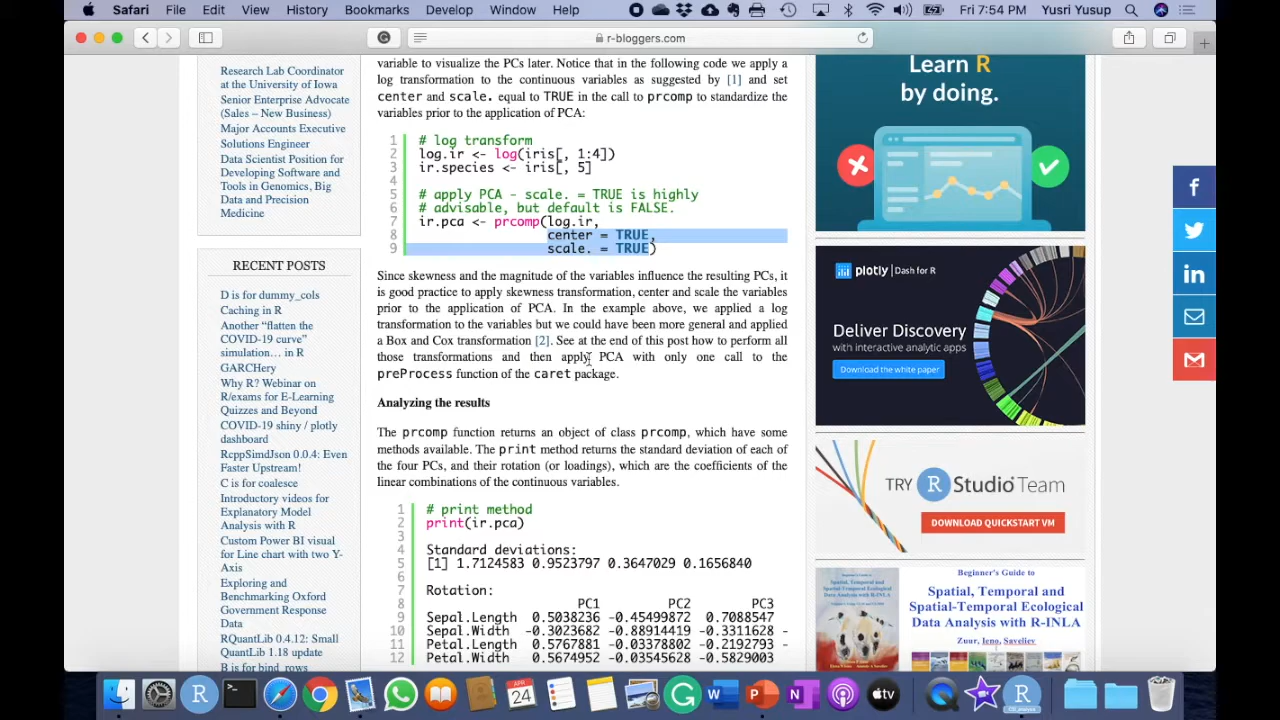 Safari File Edit View History Bookmarks Develop Window Help Fri 7:54 PM Yusri Yusup
r-bloggers.com
Research Lab Coordinator
at the University of Iowa
Senior Enterprise Advocate
(Sales – New Business)
Major Accounts Executive
Solutions Engineer
Data Scientist Position for
Developing Software and
Tools in Genomics, Big
Data and Precision
Medicine
RECENT POSTS
D is for dummy_cols
Caching in R
Another “flatten the
COVID-19 curve”
simulation… in R
GARCHery
Why R? Webinar on
R/exams for E-Learning
Quizzes and Beyond
COVID-19 shiny / plotly
dashboard
RcppSimdJson 0.0.4: Even
Faster Upstream!
C is for coalesce
Introductory videos for
Explanatory Model
Analysis with R
Custom Power BI visual
for Line chart with two Y-
Axis
Exploring and
Benchmarking Oxford
Government Response
Data
RQuantLib 0.4.12: Small
QuantLib 1.18 update
B is for bind_rows
variable to visualize the PCs later. Notice that in the following code we apply a
log transformation to the continuous variables as suggested by [1] and set
center and scale. equal to TRUE in the call to prcomp to standardize the
variables prior to the application of PCA:
1 # log transform
2 log.ir <- log(iris[, 1:4])
3 ir.species <- iris[, 5]
4
5 # apply PCA - scale. = TRUE is highly
6 # advisable, but default is FALSE.
7 ir.pca <- prcomp(log.ir,
8 center = TRUE,
9 scale. = TRUE)
Since skewness and the magnitude of the variables influence the resulting PCs, it
is good practice to apply skewness transformation, center and scale the variables
prior to the application of PCA. In the example above, we applied a log
transformation to the variables but we could have been more general and applied
a Box and Cox transformation [2]. See at the end of this post how to perform all
those transformations and then apply PCA with only one call to the
preProcess function of the caret package.
Analyzing the results
The prcomp function returns an object of class prcomp, which have some
methods available. The print method returns the standard deviation of each of
the four PCs, and their rotation (or loadings), which are the coefficients of the
linear combinations of the continuous variables.
1 # print method
2 print(ir.pca)
3
4 Standard deviations:
5 [1] 1.7124583 0.9523797 0.3647029 0.1656840
6
7 Rotation:
8 PC1 PC2 PC3
9 Sepal.Length 0.5038236 -0.45499872 0.7088547
10 Sepal.Width -0.3023682 -0.88914419 -0.3311628 -
11 Petal.Length 0.5767881 -0.03378802 -0.2192793 -
12 Petal.Width 0.5674952 -0.03545628 -0.5829003
Learn R
by doing.
plotly | Dash for R
Deliver Discovery
with interactive analytic apps
Download the white paper
TRY R Studio Team
DOWNLOAD QUICKSTART VM
Beginner's Guide to
Spatial, Temporal and
Spatial-Temporal Ecological
Data Analysis with R-INLA
Zuur, Ieno, Saveliev